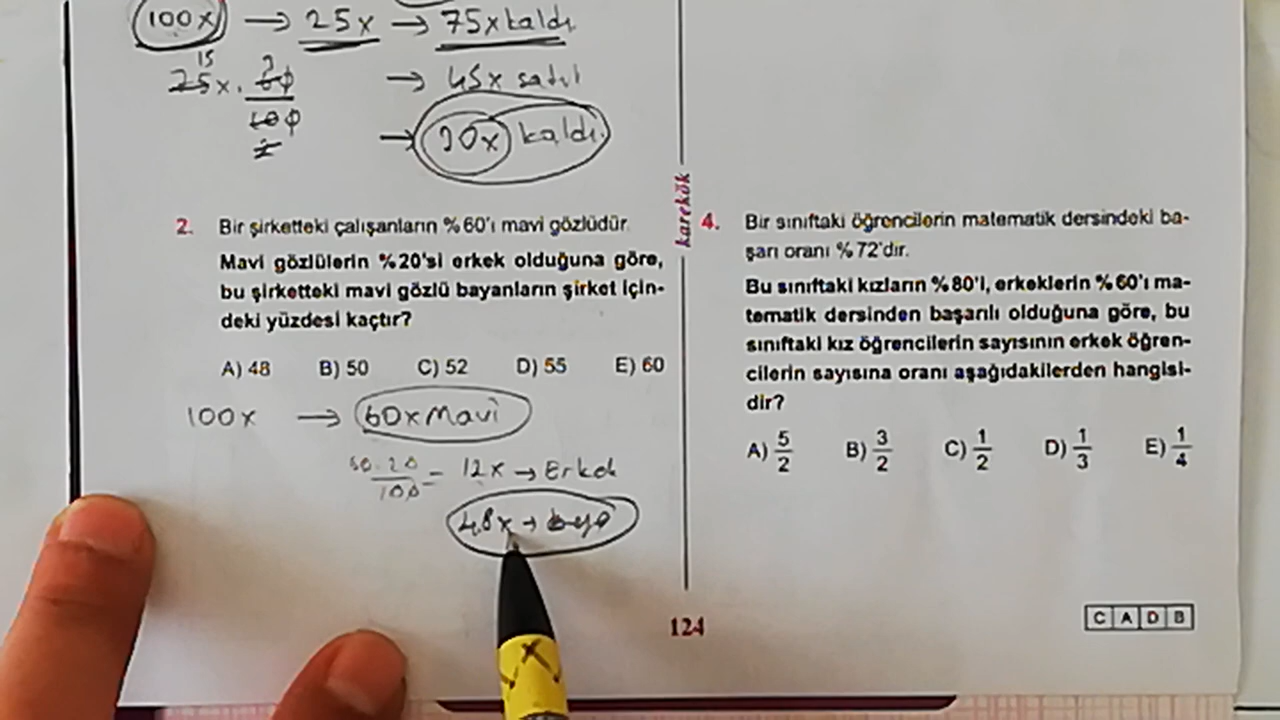 100x → 25x → 75x kaldı
15
25x. 30
100
2
→ 45x satıl
→ 30x kaldı.
2. Bir şirketteki çalışanların %60'ı mavi gözlüdür.
Mavi gözlülerin %20'si erkek olduğuna göre,
bu şirketteki mavi gözlü bayanların şirket için-
deki yüzdesi kaçtır?
A) 48 B) 50 C) 52 D) 55 E) 60
100x → 60x Mavi
60.20
100
= 12x → Erkek
48x →
karekök
4. Bir sınıftaki öğrencilerin matematik dersindeki ba-
şarı oranı %72'dir.
Bu sınıftaki kızların %80'i, erkeklerin %60'ı ma-
tematik dersinden başarılı olduğuna göre, bu
sınıftaki kız öğrencilerin sayısının erkek öğren-
cilerin sayısına oranı aşağıdakilerden hangisi-
dir?
A) 5/2 B) 3/2 C) 1/2 D) 1/3 E) 1/4
124
C A D B